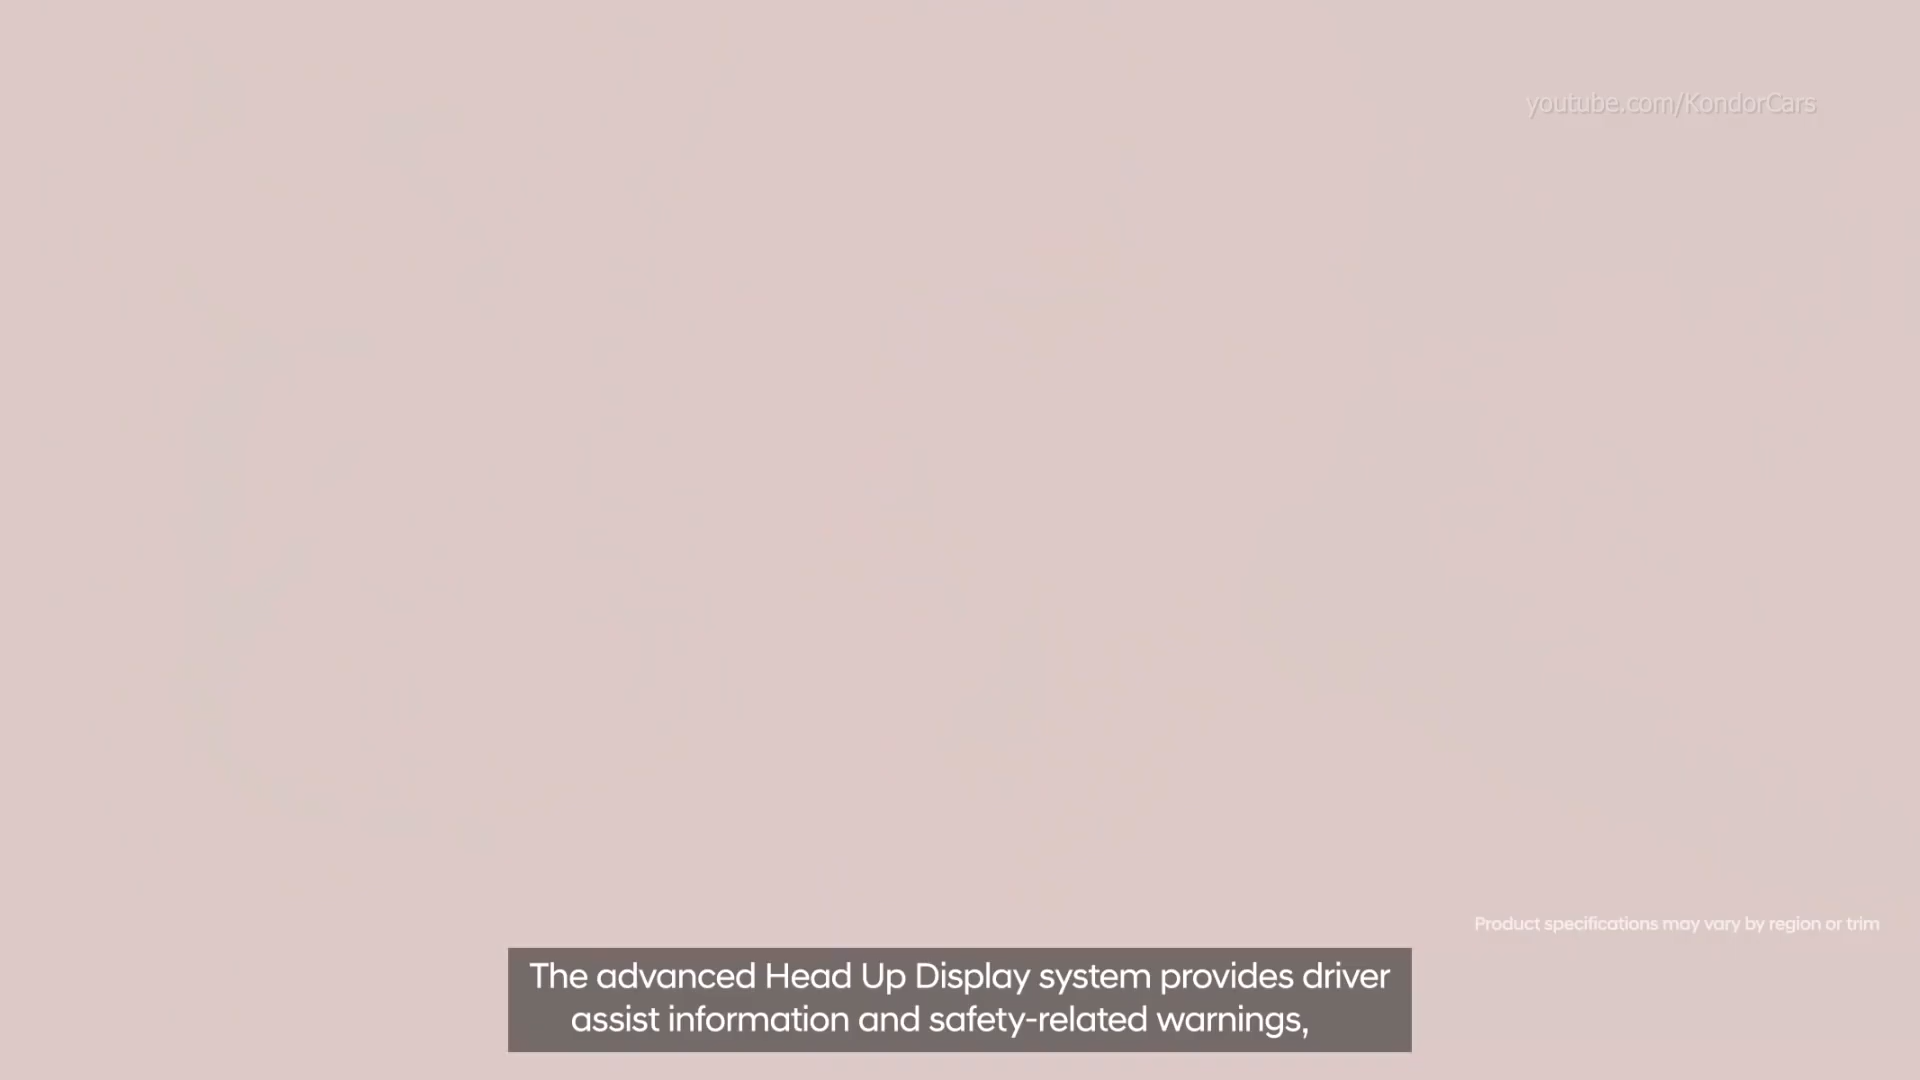 youtube.com/KondorCars
Product specifications may vary by region or trim
The advanced Head Up Display system provides driver
assist information and safety-related warnings,